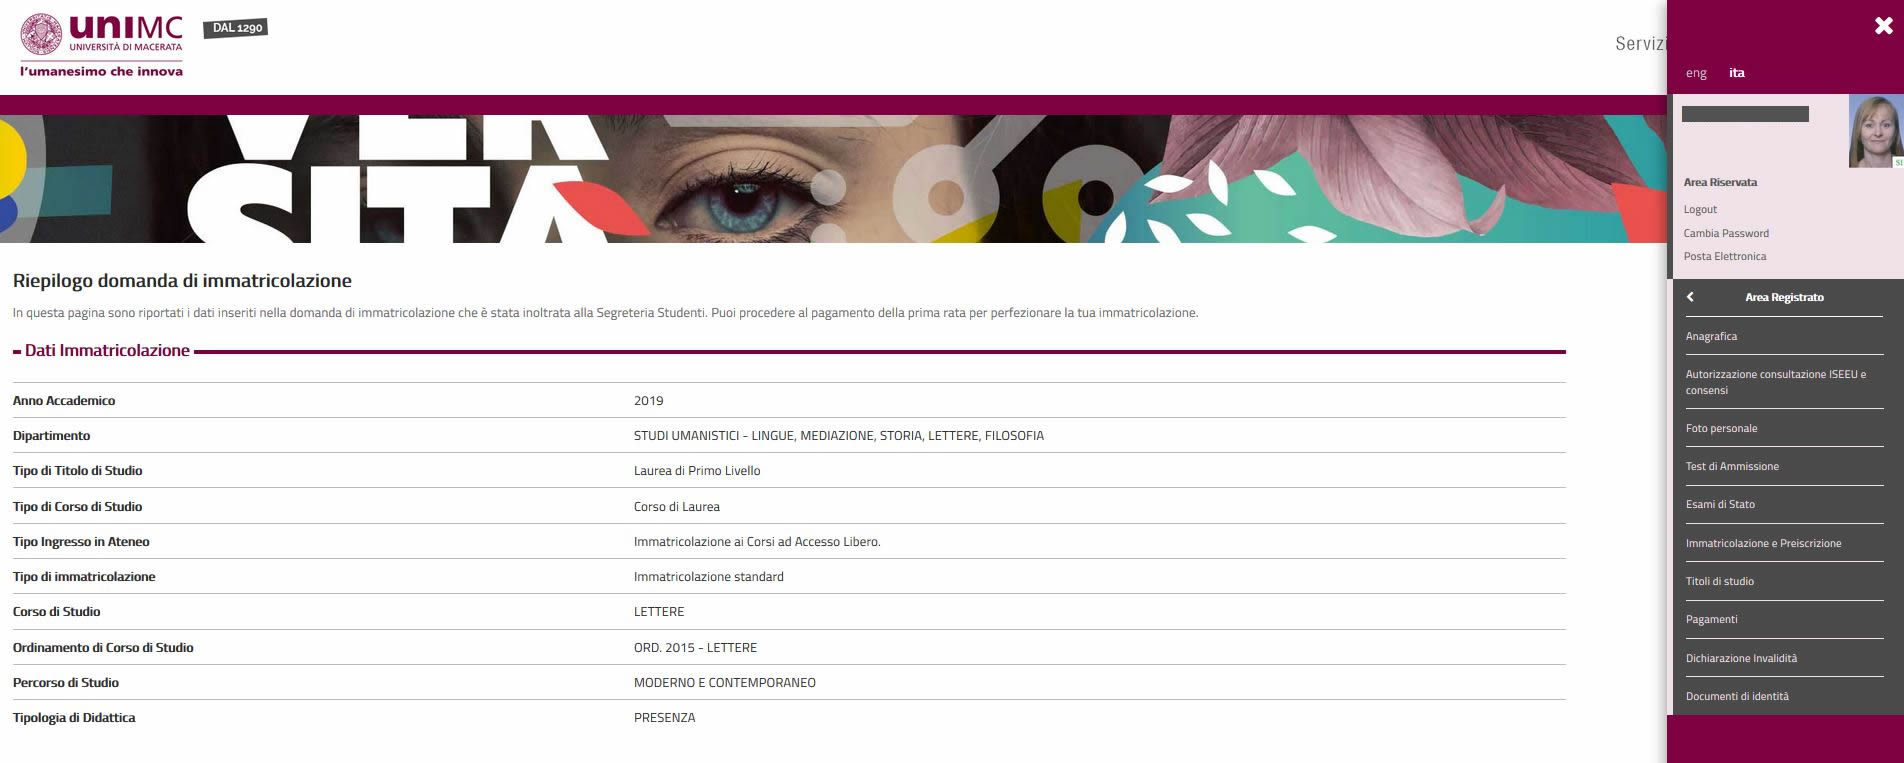 unIMC
UNIVERSITÀ DI MACERATA
l'umanesimo che innova
DAL 1290
Servizi
eng ita
VER
SITÀ
Area Riservata
Logout
Cambia Password
Posta Elettronica
Riepilogo domanda di immatricolazione
In questa pagina sono riportati i dati inseriti nella domanda di immatricolazione che è stata inoltrata alla Segreteria Studenti. Puoi procedere al pagamento della prima rata per perfezionare la tua immatricolazione.
Dati Immatricolazione
Anno Accademico 2019
Dipartimento STUDI UMANISTICI - LINGUE, MEDIAZIONE, STORIA, LETTERE, FILOSOFIA
Tipo di Titolo di Studio Laurea di Primo Livello
Tipo di Corso di Studio Corso di Laurea
Tipo Ingresso in Ateneo Immatricolazione ai Corsi ad Accesso Libero.
Tipo di immatricolazione Immatricolazione standard
Corso di Studio LETTERE
Ordinamento di Corso di Studio ORD. 2015 - LETTERE
Percorso di Studio MODERNO E CONTEMPORANEO
Tipologia di Didattica PRESENZA
Area Registrato
Anagrafica
Autorizzazione consultazione ISEEU e
consensi
Foto personale
Test di Ammissione
Esami di Stato
Immatricolazione e Preiscrizione
Titoli di studio
Pagamenti
Dichiarazione Invalidità
Documenti di identità